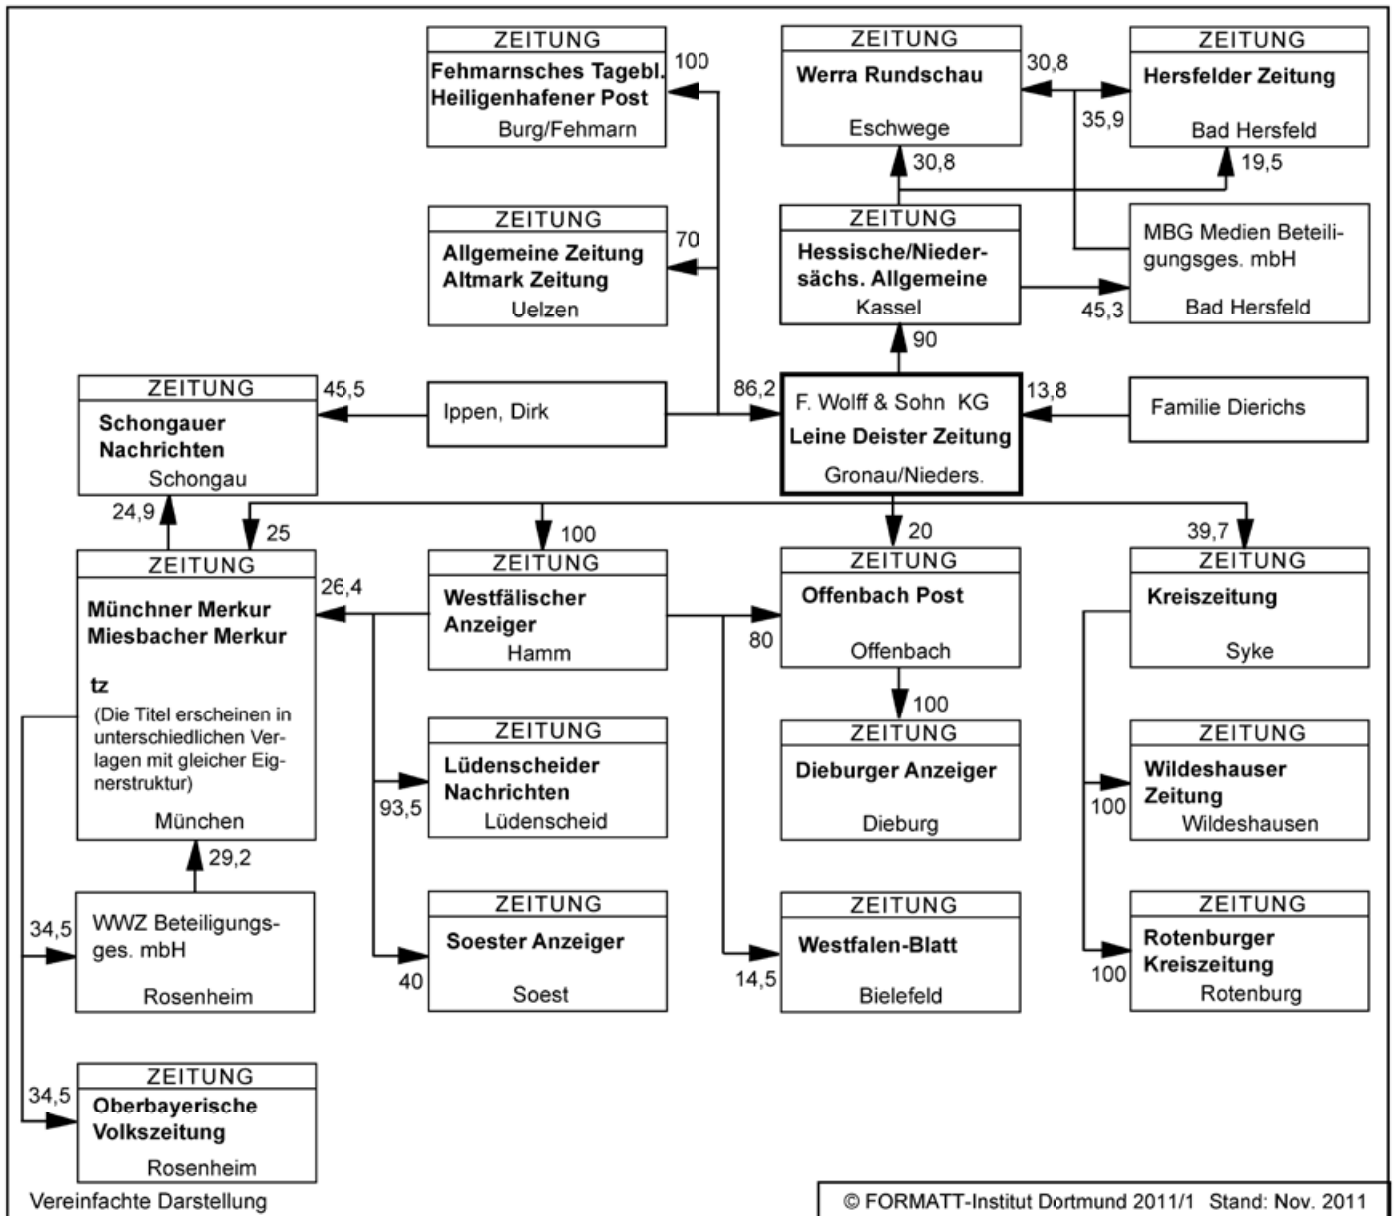 ZEITUNG
Fehmarnsches Tagebl.
Heiligenhafener Post
Burg/Fehmarn
100
ZEITUNG
Werra Rundschau
Eschwege
30,8
ZEITUNG
Hersfelder Zeitung
Bad Hersfeld
35,9
30,8
19,5
ZEITUNG
Allgemeine Zeitung
Altmark Zeitung
Uelzen
70
ZEITUNG
Hessische/Nieder-
sächs. Allgemeine
Kassel
MBG Medien Beteili-
gungsges. mbH
Bad Hersfeld
45,3
90
ZEITUNG
Schongauer
Nachrichten
Schongau
45,5
Ippen, Dirk
86,2
F. Wolff & Sohn KG
Leine Deister Zeitung
Gronau/Nieders.
13,8
Familie Dierichs
24,9
25
100
20
39,7
ZEITUNG
Münchner Merkur
Miesbacher Merkur
tz
(Die Titel erscheinen in
unterschiedlichen Ver-
lagen mit gleicher Eig-
nerstruktur)
München
26,4
ZEITUNG
Westfälischer
Anzeiger
Hamm
80
ZEITUNG
Offenbach Post
Offenbach
ZEITUNG
Kreiszeitung
Syke
100
ZEITUNG
Lüdenscheider
Nachrichten
Lüdenscheid
93,5
ZEITUNG
Dieburger Anzeiger
Dieburg
ZEITUNG
Wildeshauser
Zeitung
Wildeshausen
100
29,2
34,5
WWZ Beteiligungs-
ges. mbH
Rosenheim
ZEITUNG
Soester Anzeiger
Soest
40
ZEITUNG
Westfalen-Blatt
Bielefeld
14,5
ZEITUNG
Rotenburger
Kreiszeitung
Rotenburg
100
34,5
ZEITUNG
Oberbayerische
Volkszeitung
Rosenheim
Vereinfachte Darstellung
© FORMATT-Institut Dortmund 2011/1 Stand: Nov. 2011